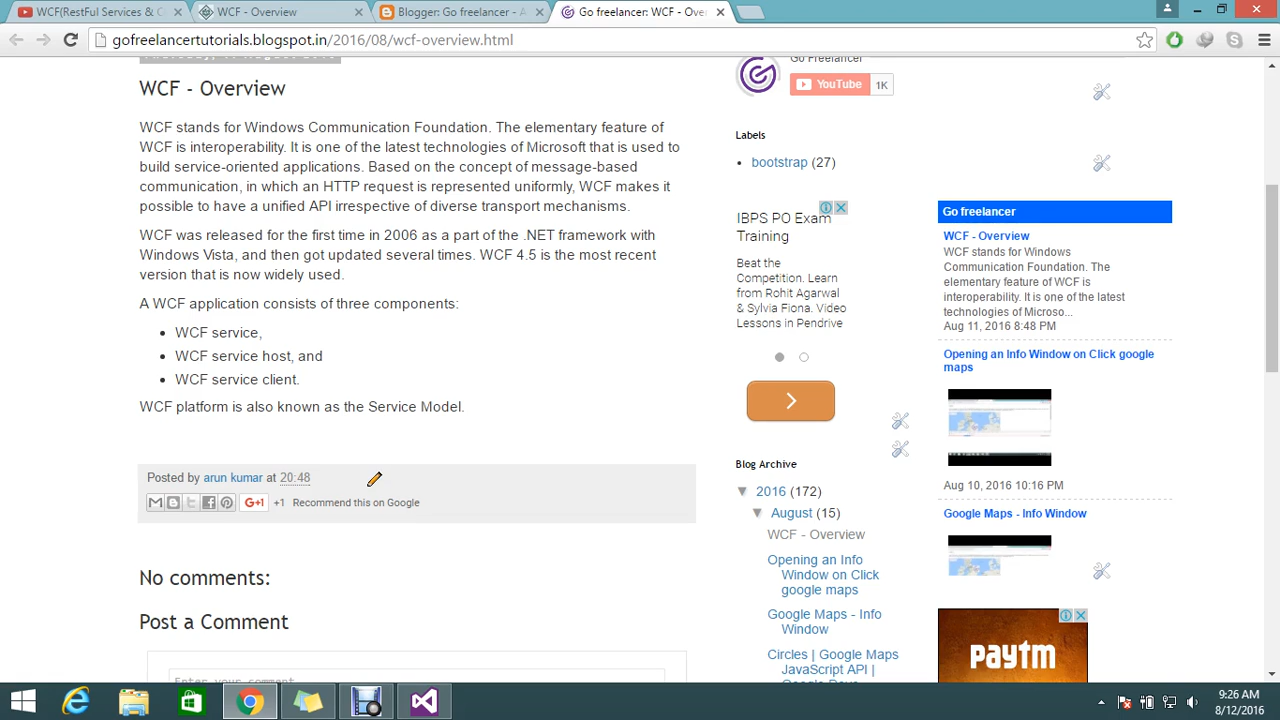 WCF(RestFul Services & C
WCF - Overview
Blogger: Go freelancer - A
Go freelancer: WCF - Ove
gofreelancertutorials.blogspot.in/2016/08/wcf-overview.html
WCF - Overview
WCF stands for Windows Communication Foundation. The elementary feature of
WCF is interoperability. It is one of the latest technologies of Microsoft that is used to
build service-oriented applications. Based on the concept of message-based
communication, in which an HTTP request is represented uniformly, WCF makes it
possible to have a unified API irrespective of diverse transport mechanisms.
WCF was released for the first time in 2006 as a part of the .NET framework with
Windows Vista, and then got updated several times. WCF 4.5 is the most recent
version that is now widely used.
A WCF application consists of three components:
• WCF service,
• WCF service host, and
• WCF service client.
WCF platform is also known as the Service Model.
Posted by arun kumar at 20:48
G+1 +1 Recommend this on Google
No comments:
Post a Comment
Enter your comment
Go Freelancer
YouTube 1K
Labels
• bootstrap (27)
IBPS PO Exam
Training
Beat the
Competition. Learn
from Rohit Agarwal
& Sylvia Fiona. Video
Lessons in Pendrive
Blog Archive
▼ 2016 (172)
▼ August (15)
WCF - Overview
Opening an Info
Window on Click
google maps
Google Maps - Info
Window
Circles | Google Maps
JavaScript API |
Go freelancer
WCF - Overview
WCF stands for Windows
Communication Foundation. The
elementary feature of WCF is
interoperability. It is one of the latest
technologies of Microso...
Aug 11, 2016 8:48 PM
Opening an Info Window on Click google
maps
Aug 10, 2016 10:16 PM
Google Maps - Info Window
paytm
9:26 AM
8/12/2016